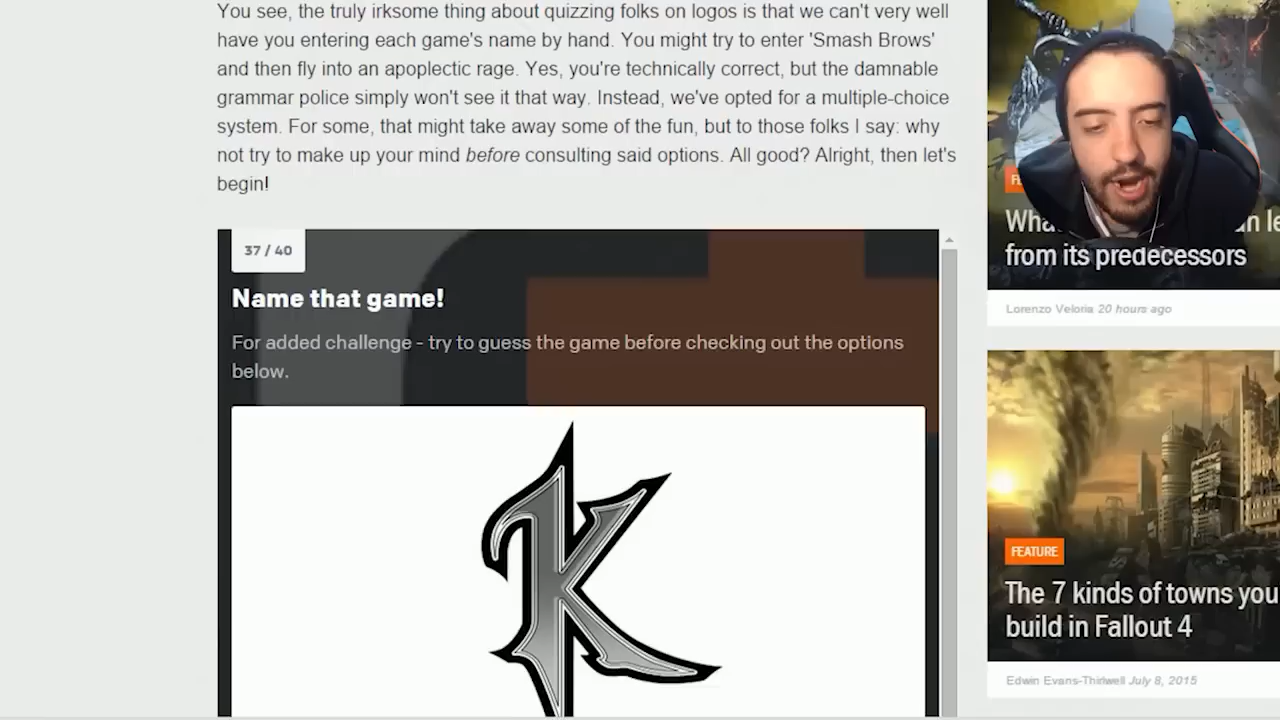 You see, the truly irksome thing about quizzing folks on logos is that we can't very well
have you entering each game's name by hand. You might try to enter 'Smash Brows'
and then fly into an apoplectic rage. Yes, you're technically correct, but the damnable
grammar police simply won't see it that way. Instead, we've opted for a multiple-choice
system. For some, that might take away some of the fun, but to those folks I say: why
not try to make up your mind before consulting said options. All good? Alright, then let's
begin!
37 / 40
Name that game!
For added challenge - try to guess the game before checking out the options
below.
K
from its predecessors
Lorenzo Veloria 20 hours ago
FEATURE
The 7 kinds of towns you
build in Fallout 4
Edwin Evans-Thirlwell July 8, 2015